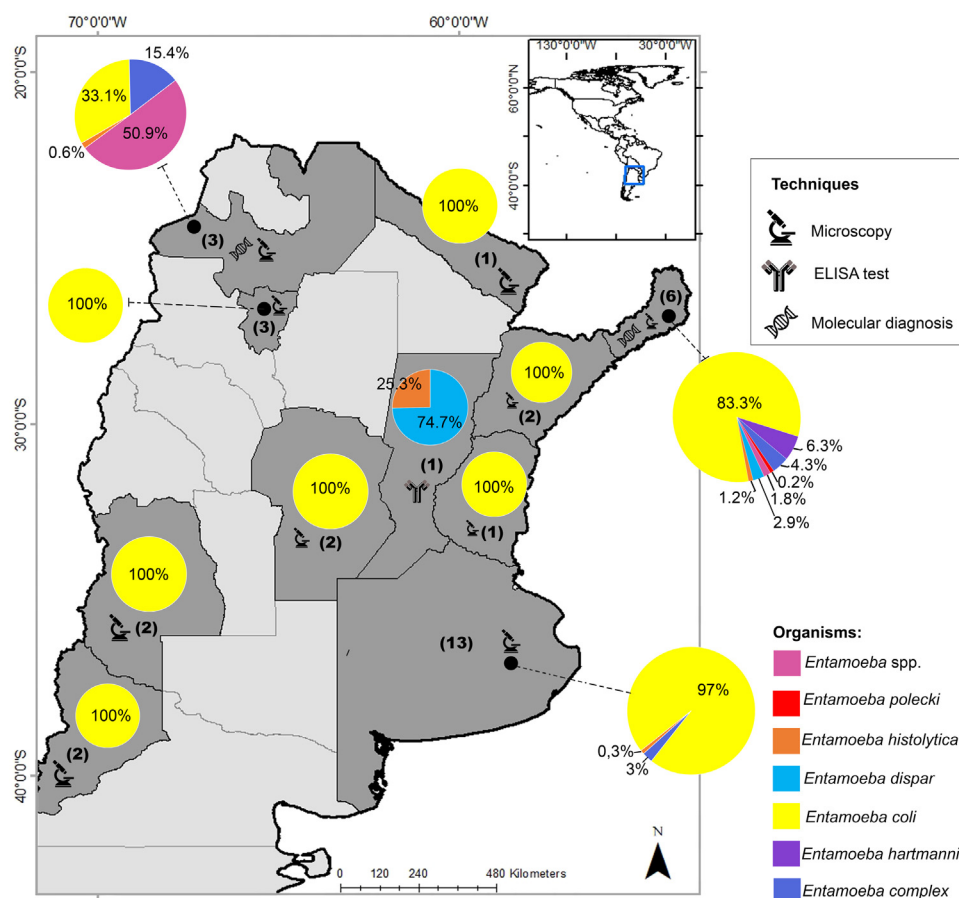 70°0'0"W
60°0'0"W
130°0'0"W
30°0'0"W
60°0'0"N
40°0'0"S
20°0'0"S
30°0'0"S
40°0'0"S
15.4%
33.1%
50.9%
0.6%
(3)
100%
(1)
100%
(3)
(6)
100%
(2)
25.3%
74.7%
(1)
83.3%
6.3%
4.3%
0.2%
1.8%
2.9%
1.2%
100%
(2)
100%
(1)
100%
(2)
(13)
97%
0,3%
3%
100%
(2)
Techniques
Microscopy
ELISA test
Molecular diagnosis
Organisms:
Entamoeba spp.
Entamoeba polecki
Entamoeba histolytica
Entamoeba dispar
Entamoeba coli
Entamoeba hartmanni
Entamoeba complex
N
0 120 240 360 480 Kilometers